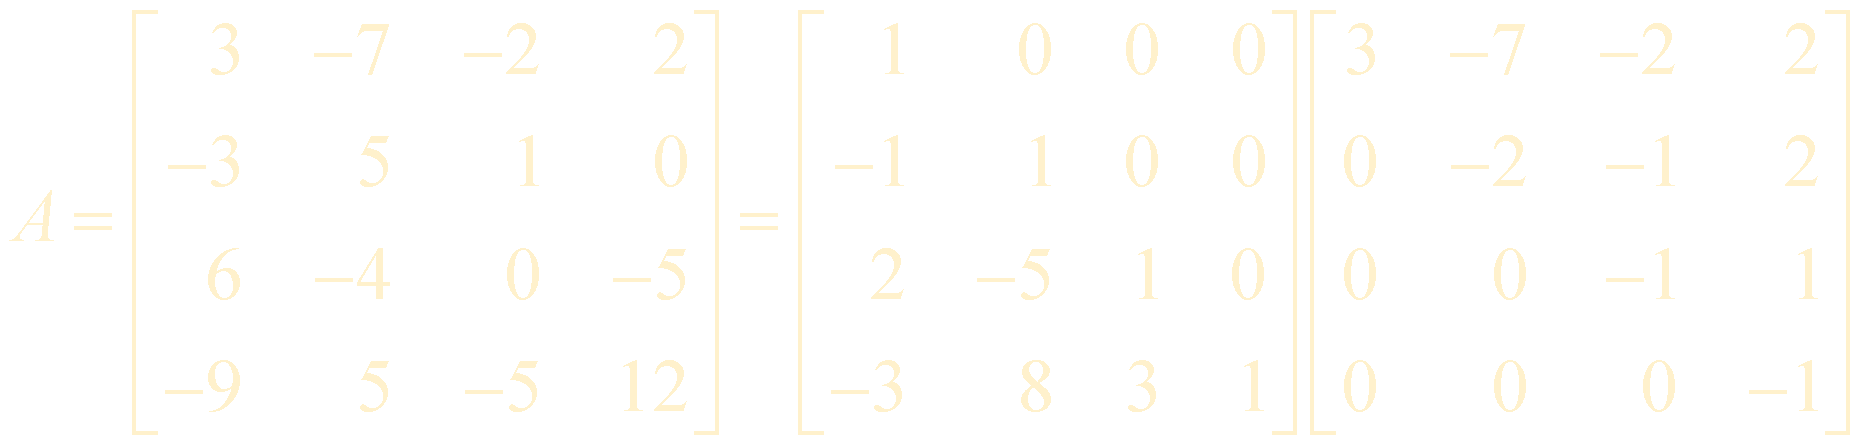 A = [ 3 −7 −2 2 ] = [ 1 0 0 0 ] [ 3 −7 −2 2 ]
[ −3 5 1 0 ] [ −1 1 0 0 ] [ 0 −2 −1 2 ]
[ 6 −4 0 −5 ] [ 2 −5 1 0 ] [ 0 0 −1 1 ]
[ −9 5 −5 12 ] [ −3 8 3 1 ] [ 0 0 0 −1 ]